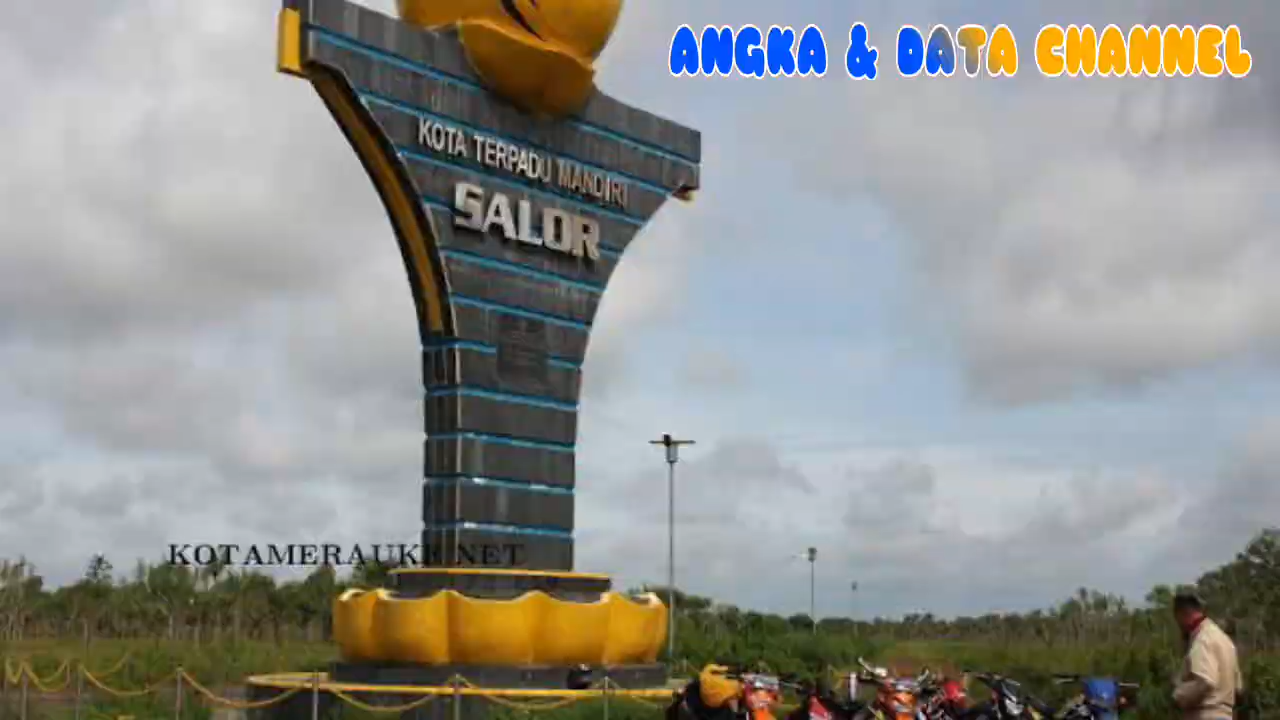 ANGKA & DATA CHANNEL
KOTA TERPADU MANDIRI
SALOR
KOTAMERAUKE.NET